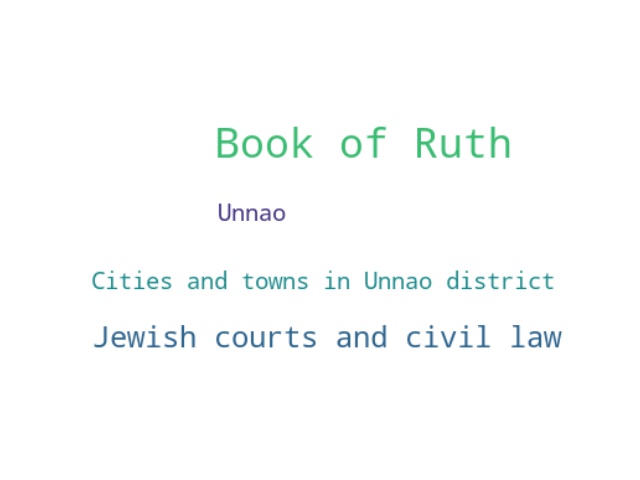 Book of Ruth
Unnao
Cities and towns in Unnao district
Jewish courts and civil law